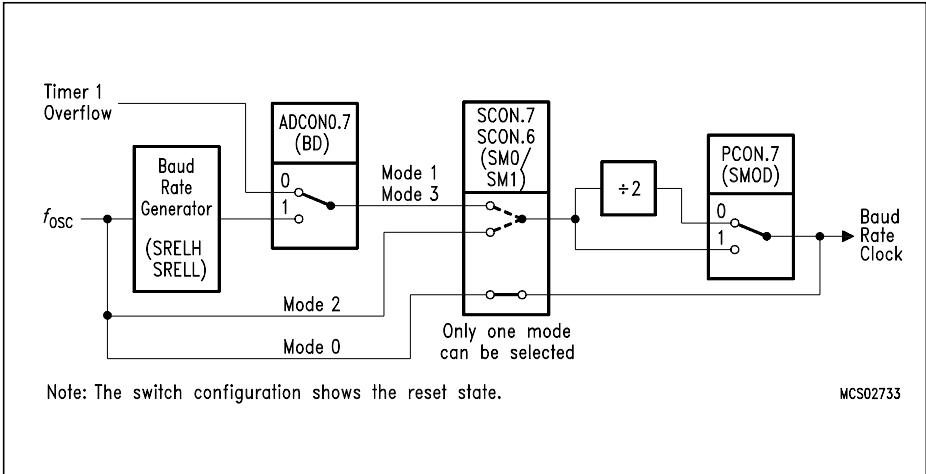 Timer 1
Overflow
ADCON0.7
(BD)
0
1
Baud
Rate
Generator
(SRELH
SRELL)
fOSC
Mode 1
Mode 3
SCON.7
SCON.6
(SM0/
SM1)
÷2
PCON.7
(SMOD)
0
1
Baud
Rate
Clock
Mode 2
Mode 0
Only one mode
can be selected
Note: The switch configuration shows the reset state.
MCS02733